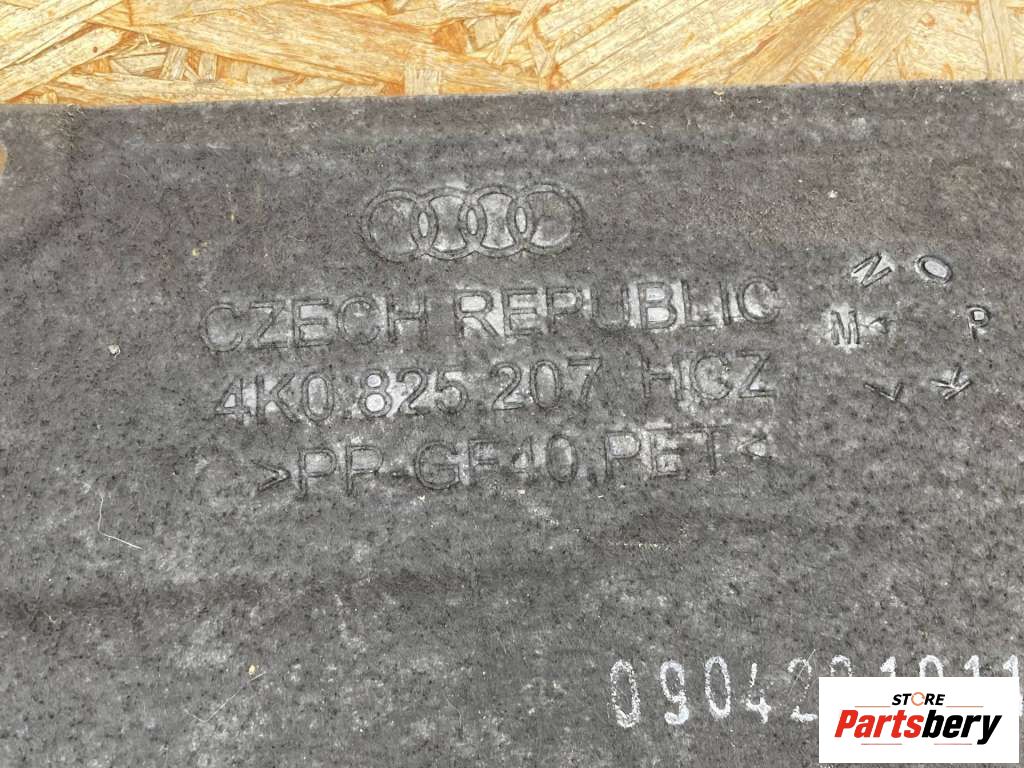 CZECH REPUBLIC
4K0.825.207 HCZ
>PP-GF40.PET<
N O
M P
L K
STORE
Partsbery